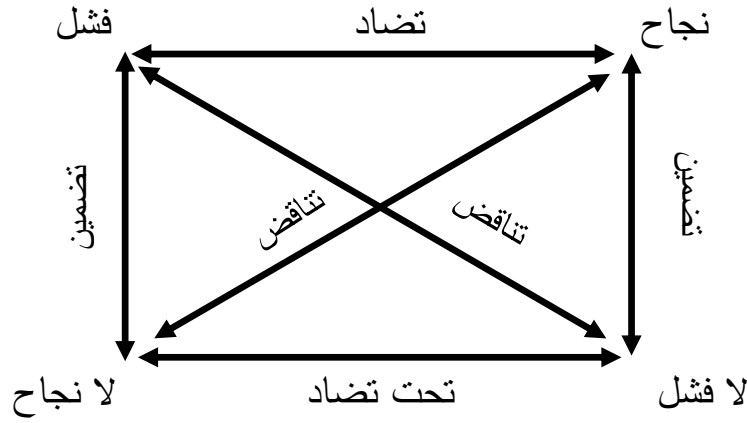 نجاح
تضاد
فشل
تضمين
تناقض
تناقض
تضمين
لا فشل
تحت تضاد
لا نجاح